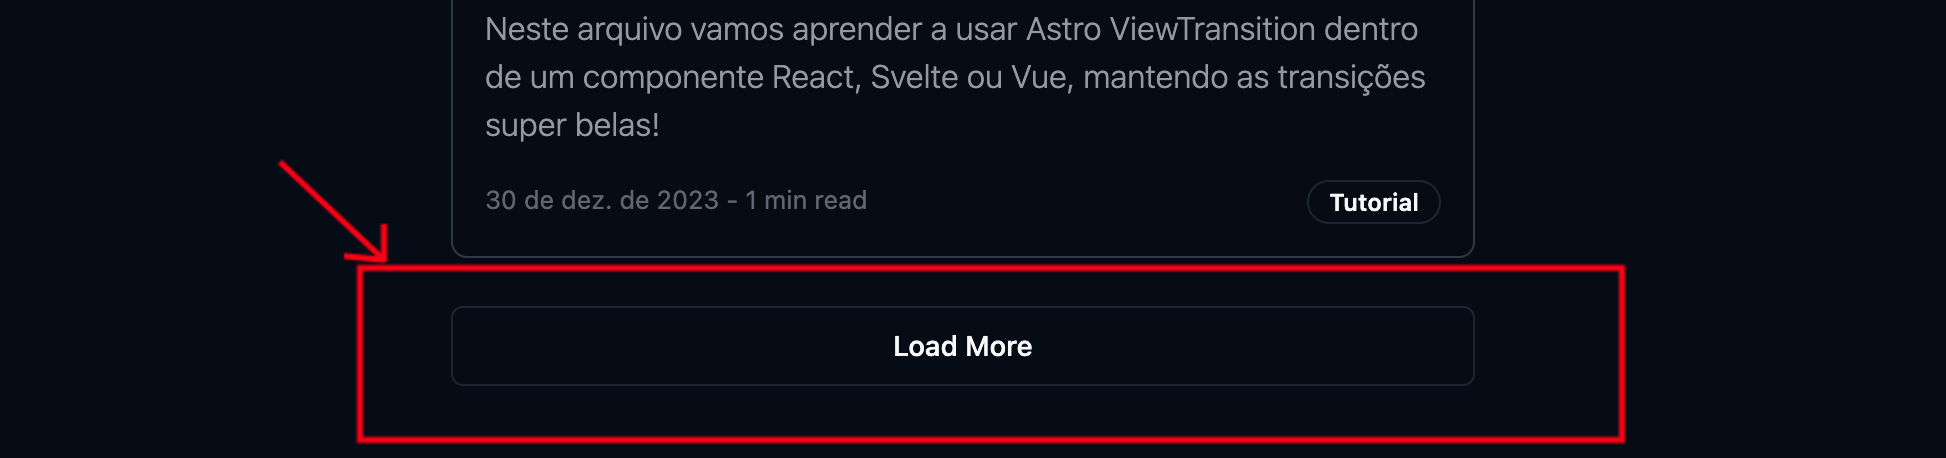 Neste arquivo vamos aprender a usar Astro ViewTransition dentro
de um componente React, Svelte ou Vue, mantendo as transições
super belas!
30 de dez. de 2023 - 1 min read
Tutorial
Load More